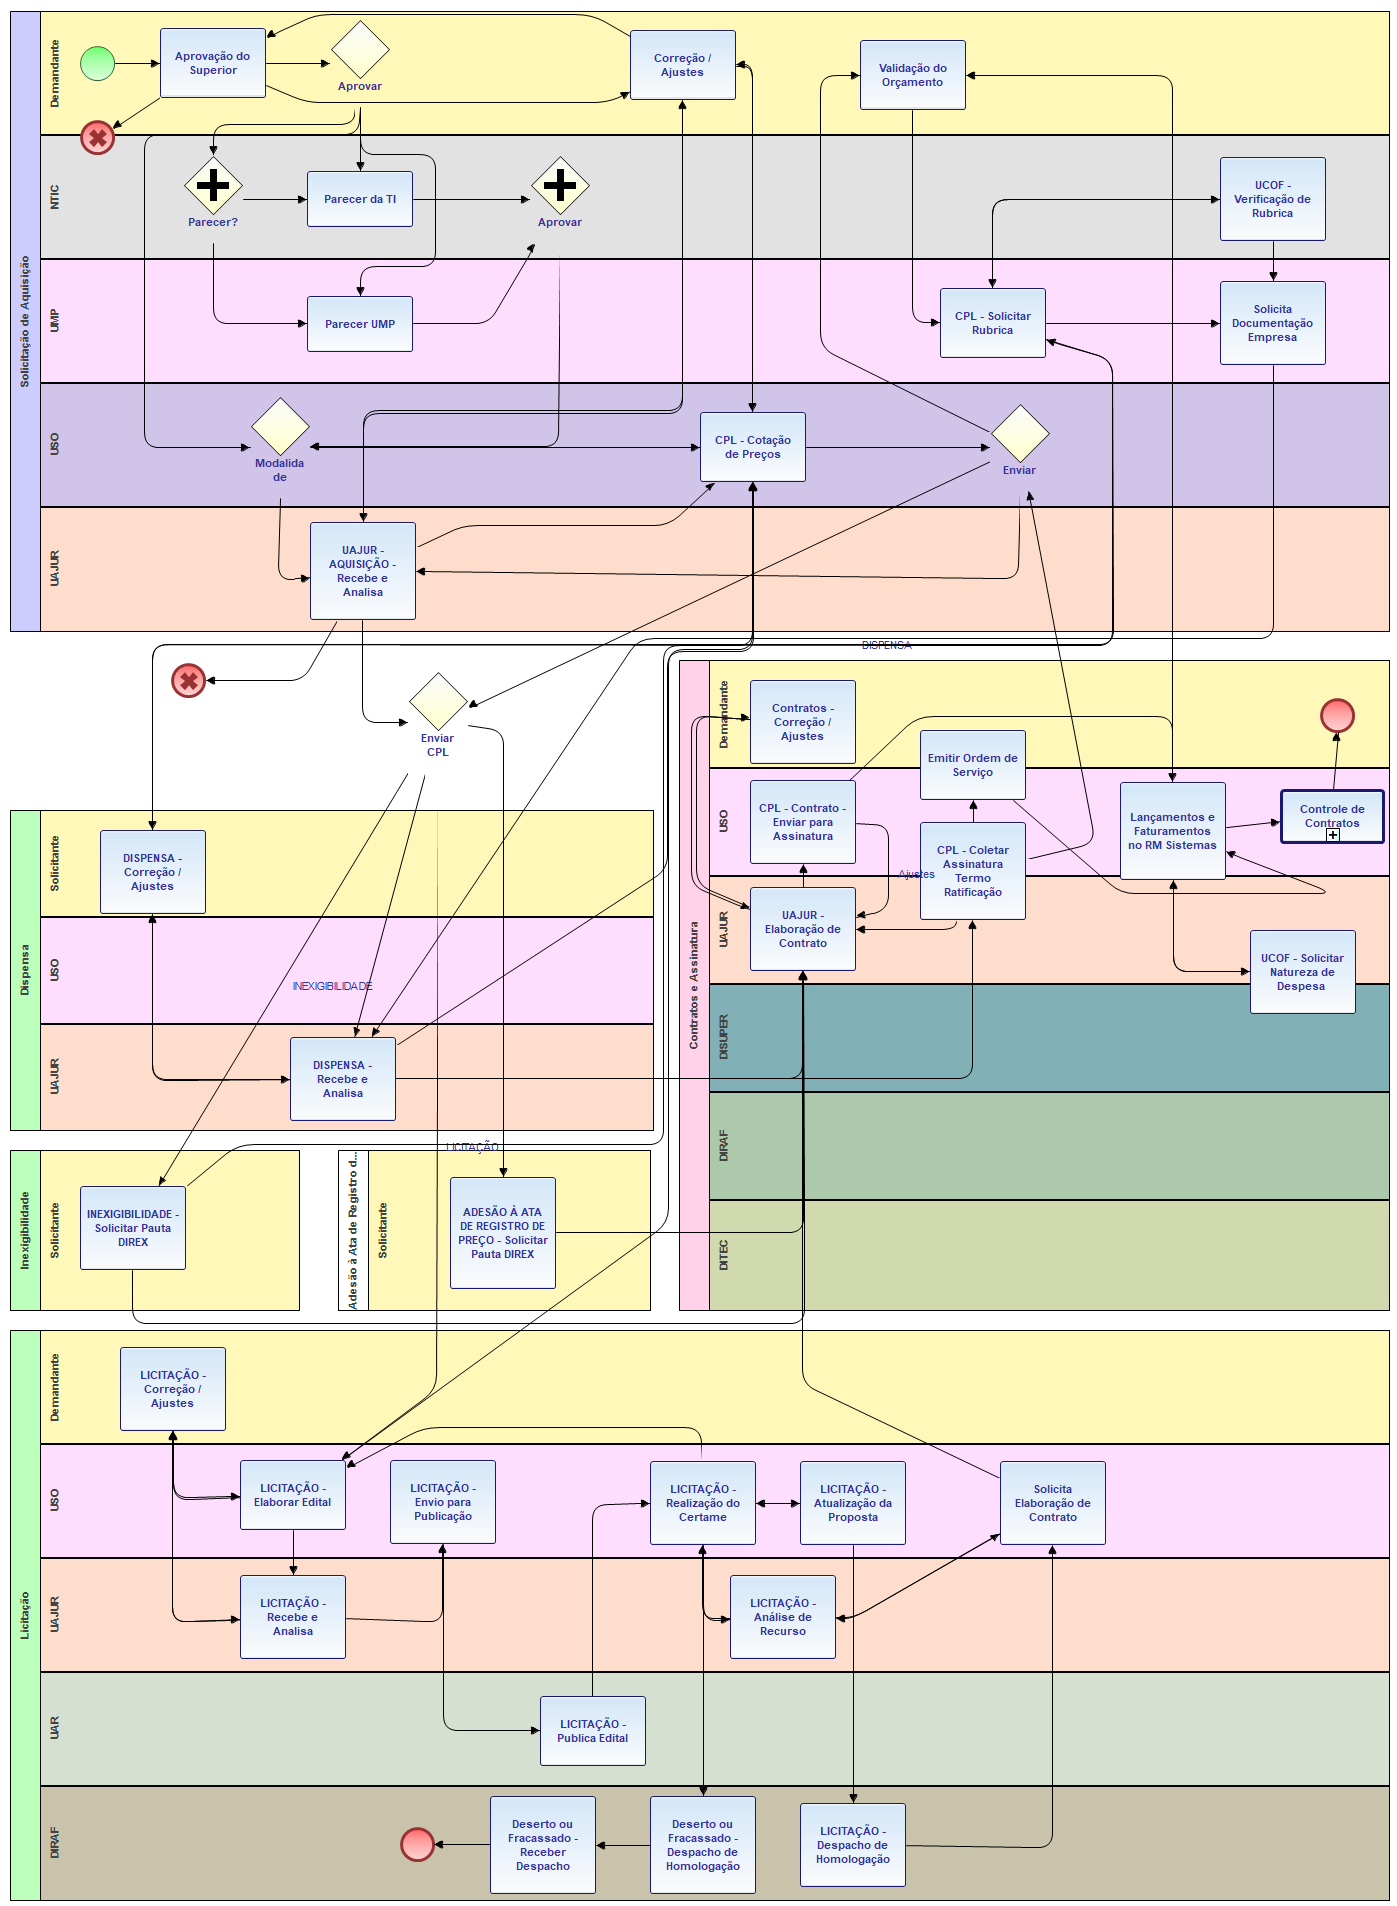 Solicitação de Aquisição
Demandante
Aprovação do
Superior
Aprovar
Correção /
Ajustes
Validação do
Orçamento
NTIC
Parecer?
Parecer da TI
Aprovar
UCOF -
Verificação de
Rubrica
UMP
Parecer UMP
CPL - Solicitar
Rubrica
Solicita
Documentação
Empresa
USO
Modalida
de
CPL - Cotação
de Preços
Enviar
UAJUR
UAJUR -
AQUISIÇÃO -
Recebe e
Analisa
DISPENSA
Enviar
CPL
Contratos e Assinatura
Demandante
Contratos -
Correção /
Ajustes
Emitir Ordem de
Serviço
USO
CPL - Contrato -
Enviar para
Assinatura
CPL - Coletar
Assinatura
Termo
Ratificação
Lançamentos e
Faturamentos
no RM Sistemas
Controle de
Contratos
Ajustes
UAJUR
UAJUR -
Elaboração de
Contrato
UCOF - Solicitar
Natureza de
Despesa
DISUPER
DIRAF
DITEC
Dispensa
Solicitante
DISPENSA -
Correção /
Ajustes
USO
INEXIGIBILIDADE
UAJUR
DISPENSA -
Recebe e
Analisa
LICITAÇÃO
Inexigibilidade
Solicitante
INEXIGIBILIDADE -
Solicitar Pauta
DIREX
Adesão à Ata de Registro d...
Solicitante
ADESÃO À ATA
DE REGISTRO DE
PREÇO - Solicitar
Pauta DIREX
Licitação
Demandante
LICITAÇÃO -
Correção /
Ajustes
USO
LICITAÇÃO -
Elaborar Edital
LICITAÇÃO -
Envio para
Publicação
LICITAÇÃO -
Realização do
Certame
LICITAÇÃO -
Atualização da
Proposta
Solicita
Elaboração de
Contrato
UAJUR
LICITAÇÃO -
Recebe e
Analisa
LICITAÇÃO -
Análise de
Recurso
UAR
LICITAÇÃO -
Publica Edital
DIRAF
Deserto ou
Fracassado -
Receber
Despacho
Deserto ou
Fracassado -
Despacho de
Homologação
LICITAÇÃO -
Despacho de
Homologação